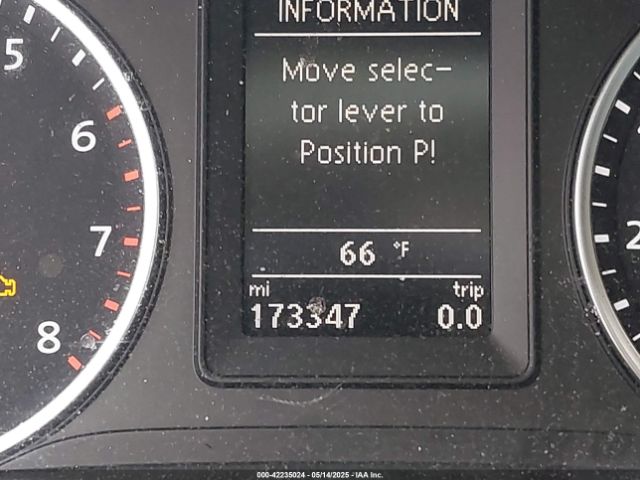 INFORMATION
Move selec-
tor lever to
Position P!
66 °F
mi trip
173347 0.0
5
6
7
8
2
000-42235024 - 05/14/2025 - IAA Inc.